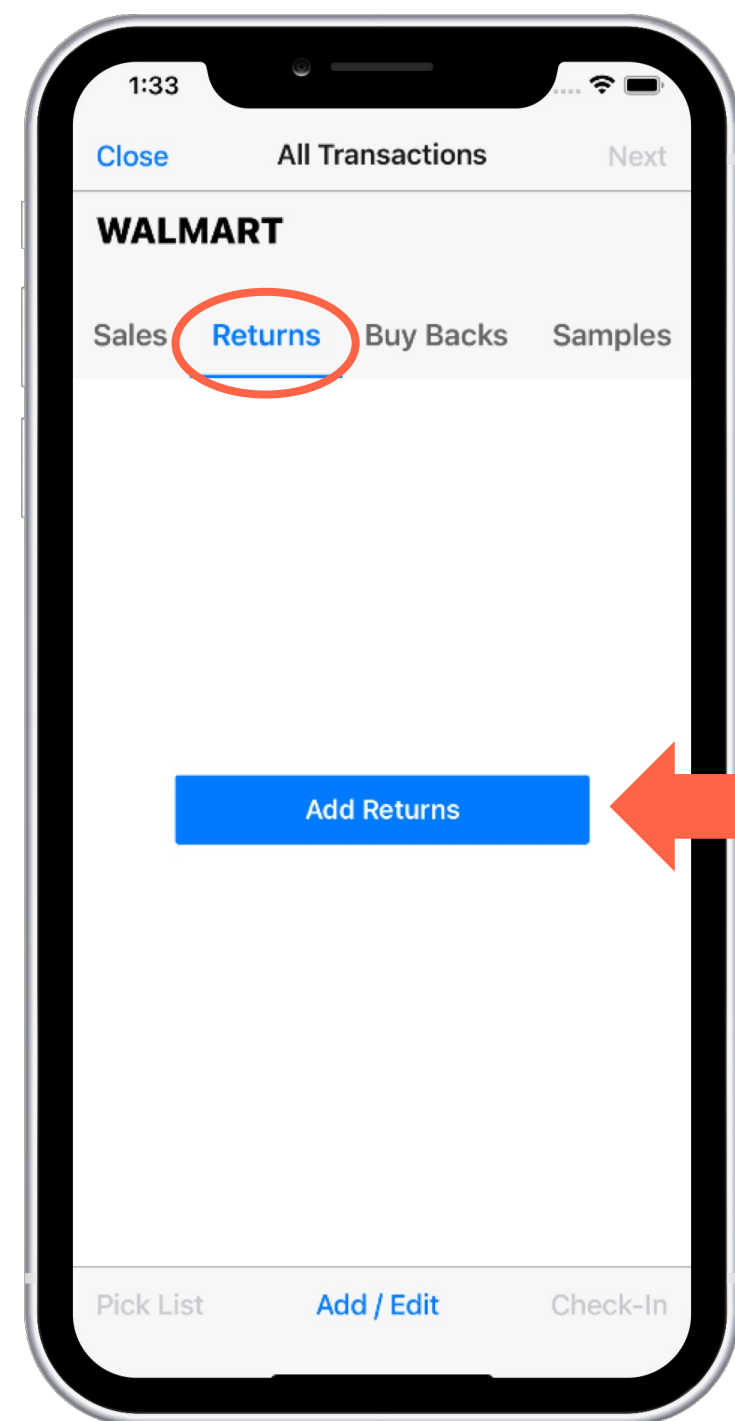 1:33
Close All Transactions Next
WALMART
Sales Returns Buy Backs Samples
Add Returns
Pick List Add / Edit Check-In